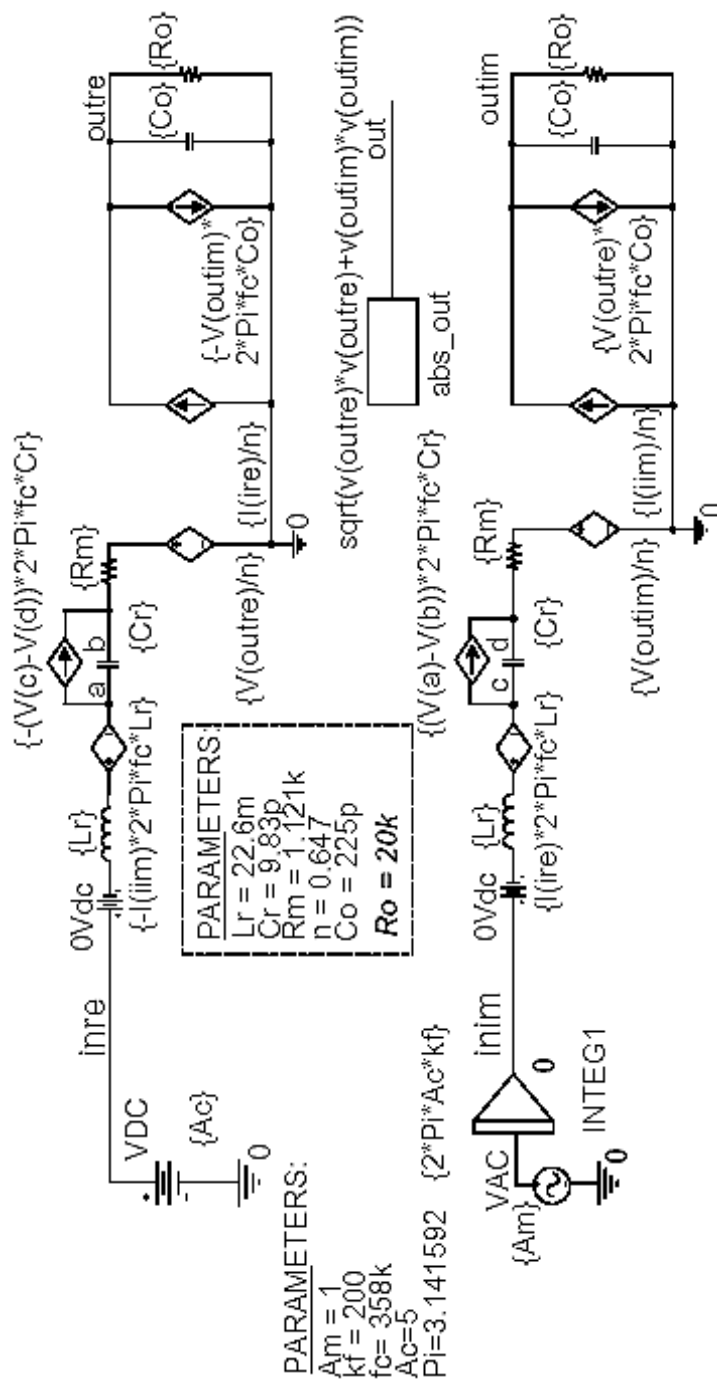 inre
VDC
{Ac}
0
0Vdc
{Lr}
{-I(iim)*2*Pi*fc*Lr}
{-(V(c)-V(d))*2*Pi*fc*Cr}
a
b
{Cr}
{Rm}
{V(outre)/n}
0
{I(ire)/n}
{-V(outim)*
2*Pi*fc*Co}
outre
{Co}
{Ro}
PARAMETERS:
Lr = 22.6m
Cr = 9.83p
Rm = 1.121k
n = 0.647
Co = 225p
Ro = 20k
sqrt(v(outre)*v(outre)+v(outim)*v(outim))
out
abs_out
PARAMETERS:
Am = 1
kf = 200
fc= 358k
Ac=5
Pi=3.141592
{2*Pi*Ac*kf}
VAC
{Am}
0
0
INTEG1
inim
0Vdc
{Lr}
{I(ire)*2*Pi*fc*Lr}
{(V(a)-V(b))*2*Pi*fc*Cr}
c
d
{Cr}
{Rm}
{V(outim)/n}
0
{I(iim)/n}
{V(outre)*
2*Pi*fc*Co}
outim
{Co}
{Ro}